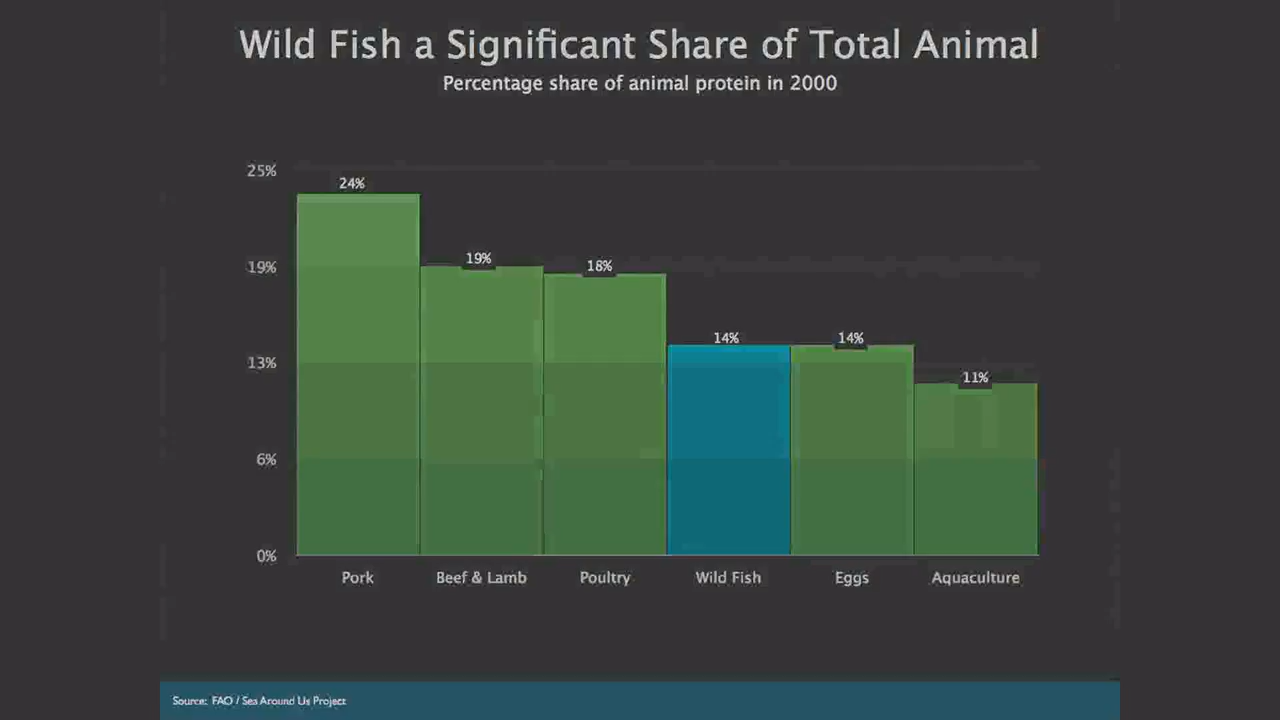 Wild Fish a Significant Share of Total Animal
Percentage share of animal protein in 2000
25%
24%
19%
19%
18%
14%
14%
13%
11%
6%
0%
Pork Beef & Lamb Poultry Wild Fish Eggs Aquaculture
Source: FAO / Sea Around Us Project